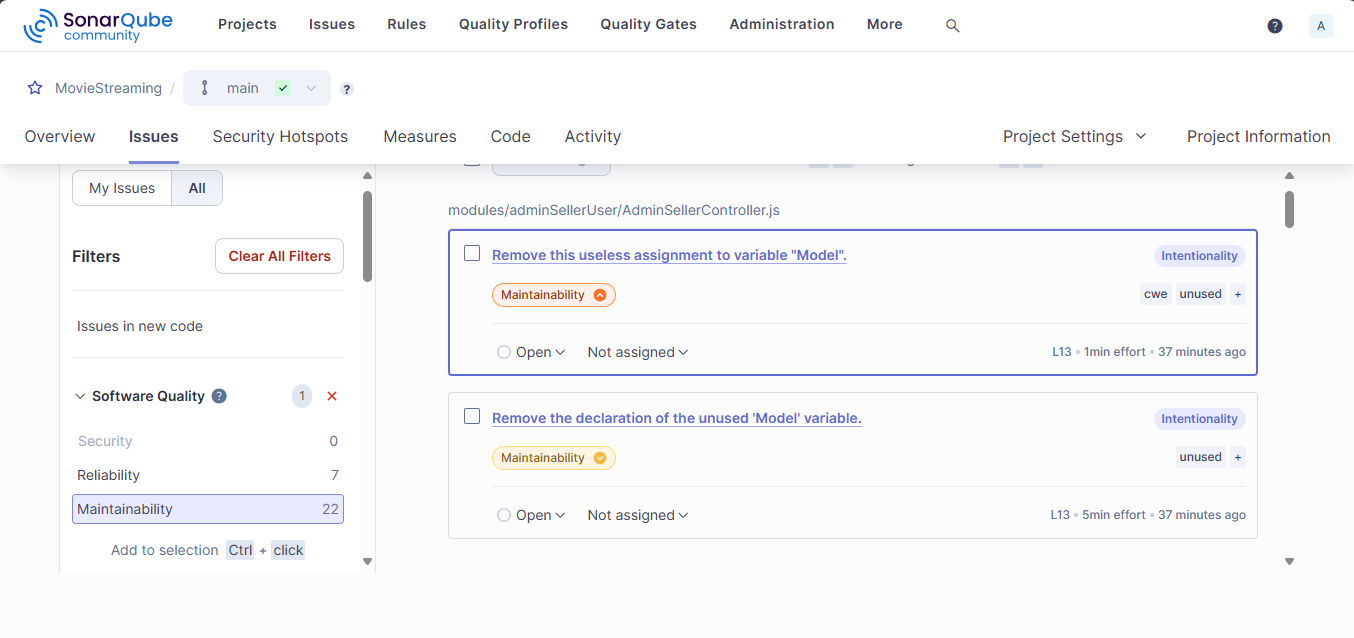 SonarQube community Projects Issues Rules Quality Profiles Quality Gates Administration More ? A
MovieStreaming / main ?
Overview Issues Security Hotspots Measures Code Activity Project Settings Project Information
My Issues All
Filters Clear All Filters
Issues in new code
Software Quality ? 1
Security 0
Reliability 7
Maintainability 22
Add to selection Ctrl + click
modules/adminSellerUser/AdminSellerController.js
Remove this useless assignment to variable "Model". Intentionality
Maintainability cwe unused +
Open Not assigned L13 • 1min effort • 37 minutes ago
Remove the declaration of the unused 'Model' variable. Intentionality
Maintainability unused +
Open Not assigned L13 • 5min effort • 37 minutes ago